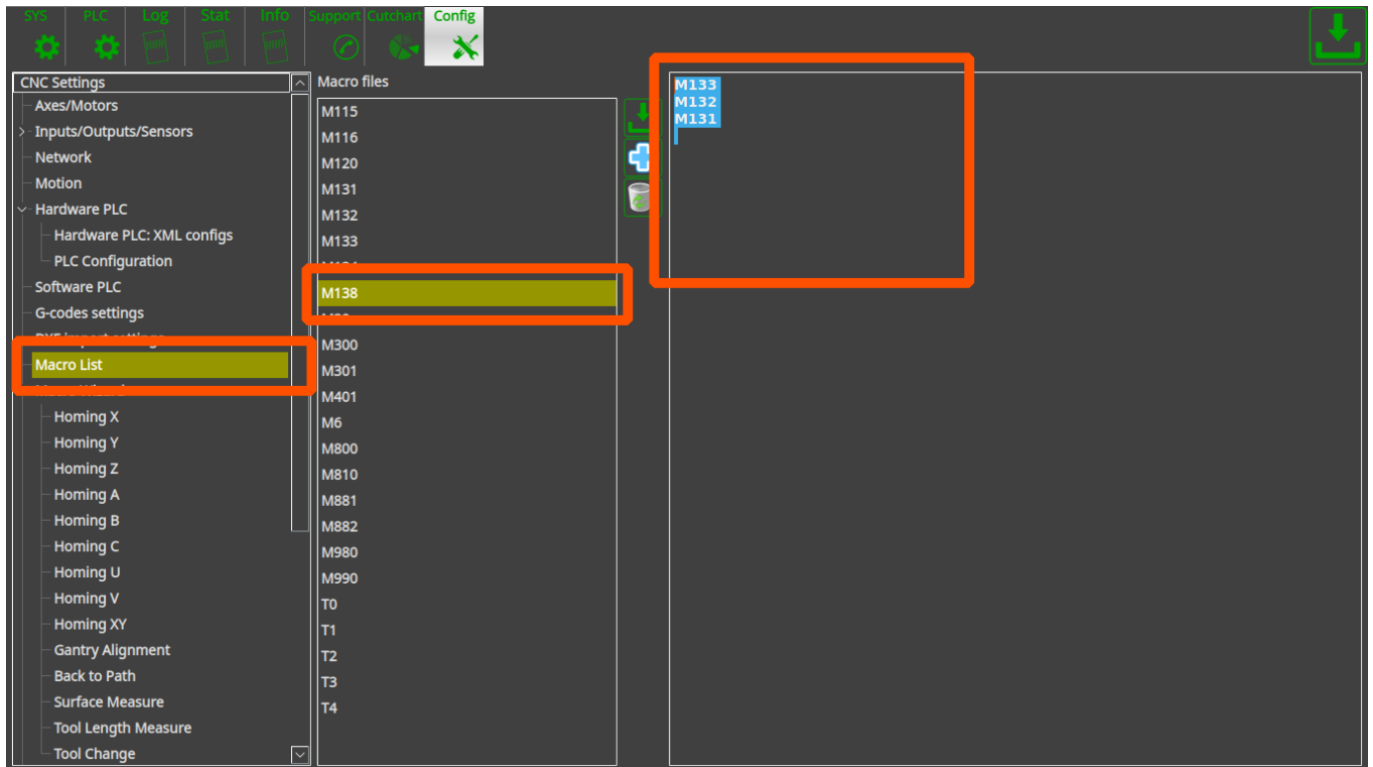 SYS PLC Log Stat Info Support Cutchart Config
CNC Settings
Axes/Motors
Inputs/Outputs/Sensors
Network
Motion
Hardware PLC
Hardware PLC: XML configs
PLC Configuration
Software PLC
G-codes settings
Macro List
Homing X
Homing Y
Homing Z
Homing A
Homing B
Homing C
Homing U
Homing V
Homing XY
Gantry Alignment
Back to Path
Surface Measure
Tool Length Measure
Tool Change
Macro files
M115
M116
M120
M131
M132
M133
M138
M300
M301
M401
M6
M800
M810
M881
M882
M980
M990
T0
T1
T2
T3
T4
M133
M132
M131